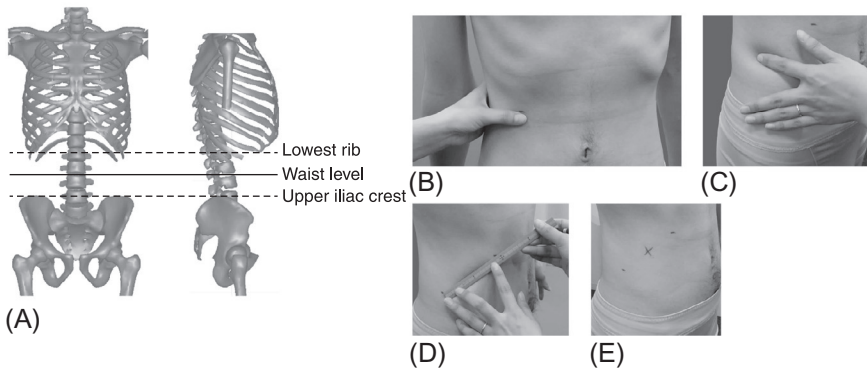 Lowest rib
Waist level
Upper iliac crest
(A)
(B)
(C)
(D)
(E)